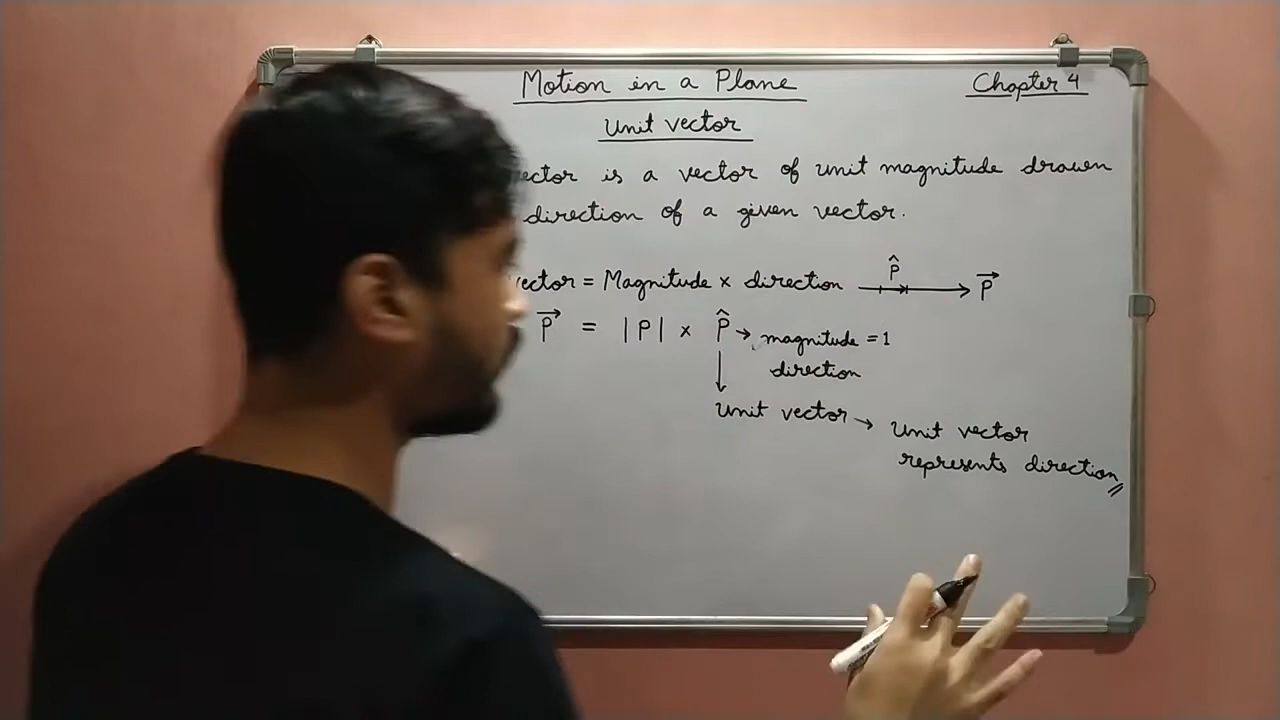 Motion in a Plane
Chapter 4
Unit vector
ector is a vector of unit magnitude drawn
direction of a given vector.
vector = Magnitude × direction
P̂
P⃗
P⃗ = |P| × P̂ → magnitude = 1
direction
Unit vector → Unit vector
represents direction